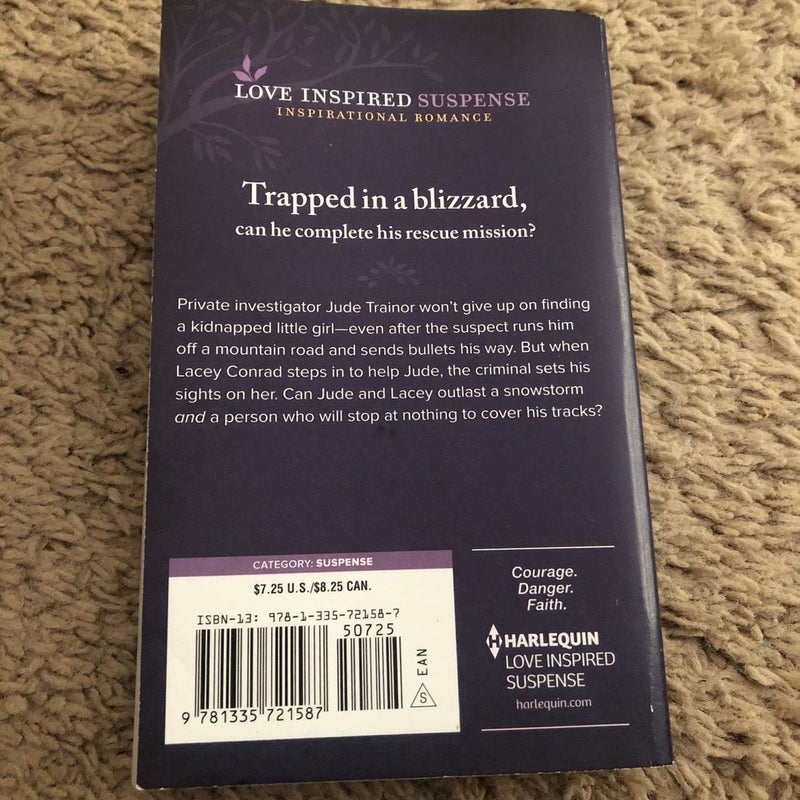 LOVE INSPIRED SUSPENSE
INSPIRATIONAL ROMANCE
Trapped in a blizzard,
can he complete his rescue mission?
Private investigator Jude Trainor won't give up on finding
a kidnapped little girl—even after the suspect runs him
off a mountain road and sends bullets his way. But when
Lacey Conrad steps in to help Jude, the criminal sets his
sights on her. Can Jude and Lacey outlast a snowstorm
and a person who will stop at nothing to cover his tracks?
CATEGORY: SUSPENSE
$7.25 U.S./$8.25 CAN.
ISBN-13: 978-1-335-72158-7
50725
EAN
S
9 781335 721587
Courage.
Danger.
Faith.
H HARLEQUIN
LOVE INSPIRED
SUSPENSE
harlequin.com